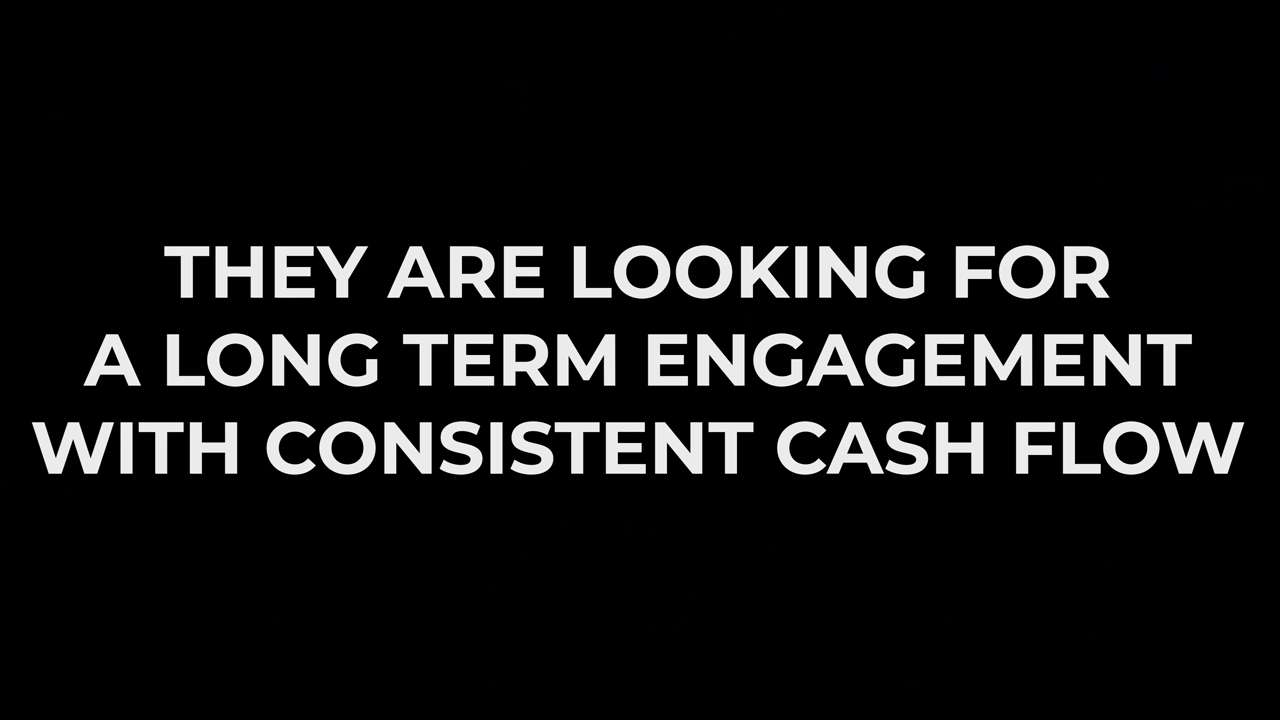 THEY ARE LOOKING FOR
A LONG TERM ENGAGEMENT
WITH CONSISTENT CASH FLOW